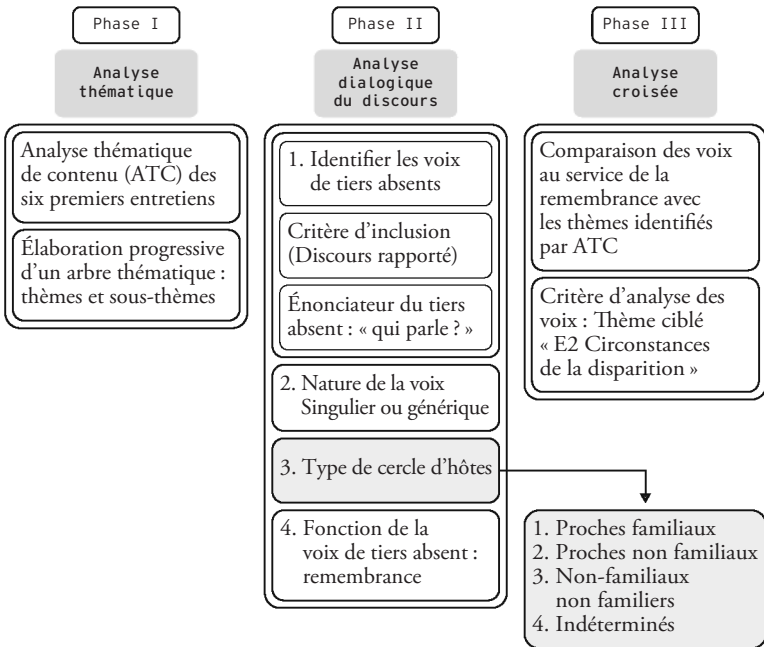 Phase I
Analyse
thématique
Analyse thématique
de contenu (ATC) des
six premiers entretiens
Élaboration progressive
d'un arbre thématique :
thèmes et sous-thèmes
Phase II
Analyse
dialogique
du discours
1. Identifier les voix
de tiers absents
Critère d'inclusion
(Discours rapporté)
Énonciateur du tiers
absent : « qui parle ? »
2. Nature de la voix
Singulier ou générique
3. Type de cercle d'hôtes
4. Fonction de la
voix de tiers absent :
remembrance
Phase III
Analyse
croisée
Comparaison des voix
au service de la
remembrance avec
les thèmes identifiés
par ATC
Critère d'analyse des
voix : Thème ciblé
« E2 Circonstances
de la disparition »
1. Proches familiaux
2. Proches non familiaux
3. Non-familiaux
non familiers
4. Indéterminés